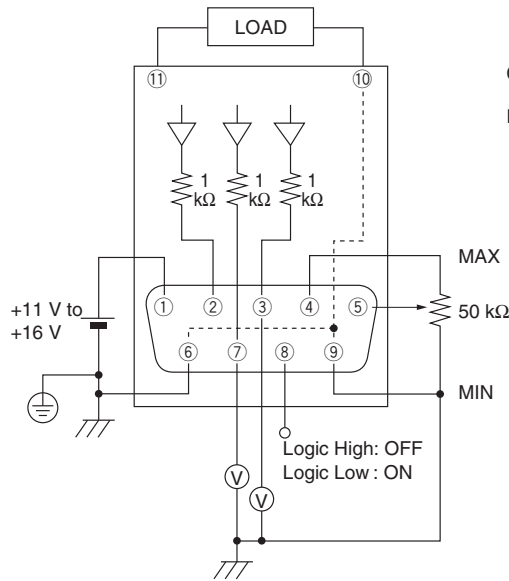 LOAD
⑪ ⑩
1 kΩ 1 kΩ 1 kΩ
MAX
① ② ③ ④ ⑤
+11 V to
+16 V
50 kΩ
⑥ ⑦ ⑧ ⑨
MIN
Logic High: OFF
Logic Low : ON
V
V